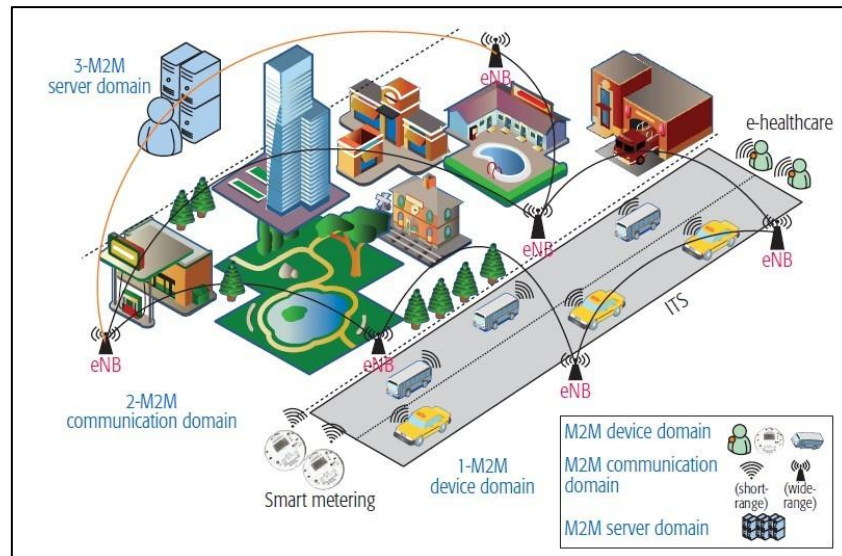 3-M2M
server domain
eNB
e-healthcare
eNB
eNB
ITS
eNB
eNB
eNB
2-M2M
communication domain
1-M2M
device domain
Smart metering
M2M device domain
M2M communication
domain
(short-
range)
(wide-
range)
M2M server domain